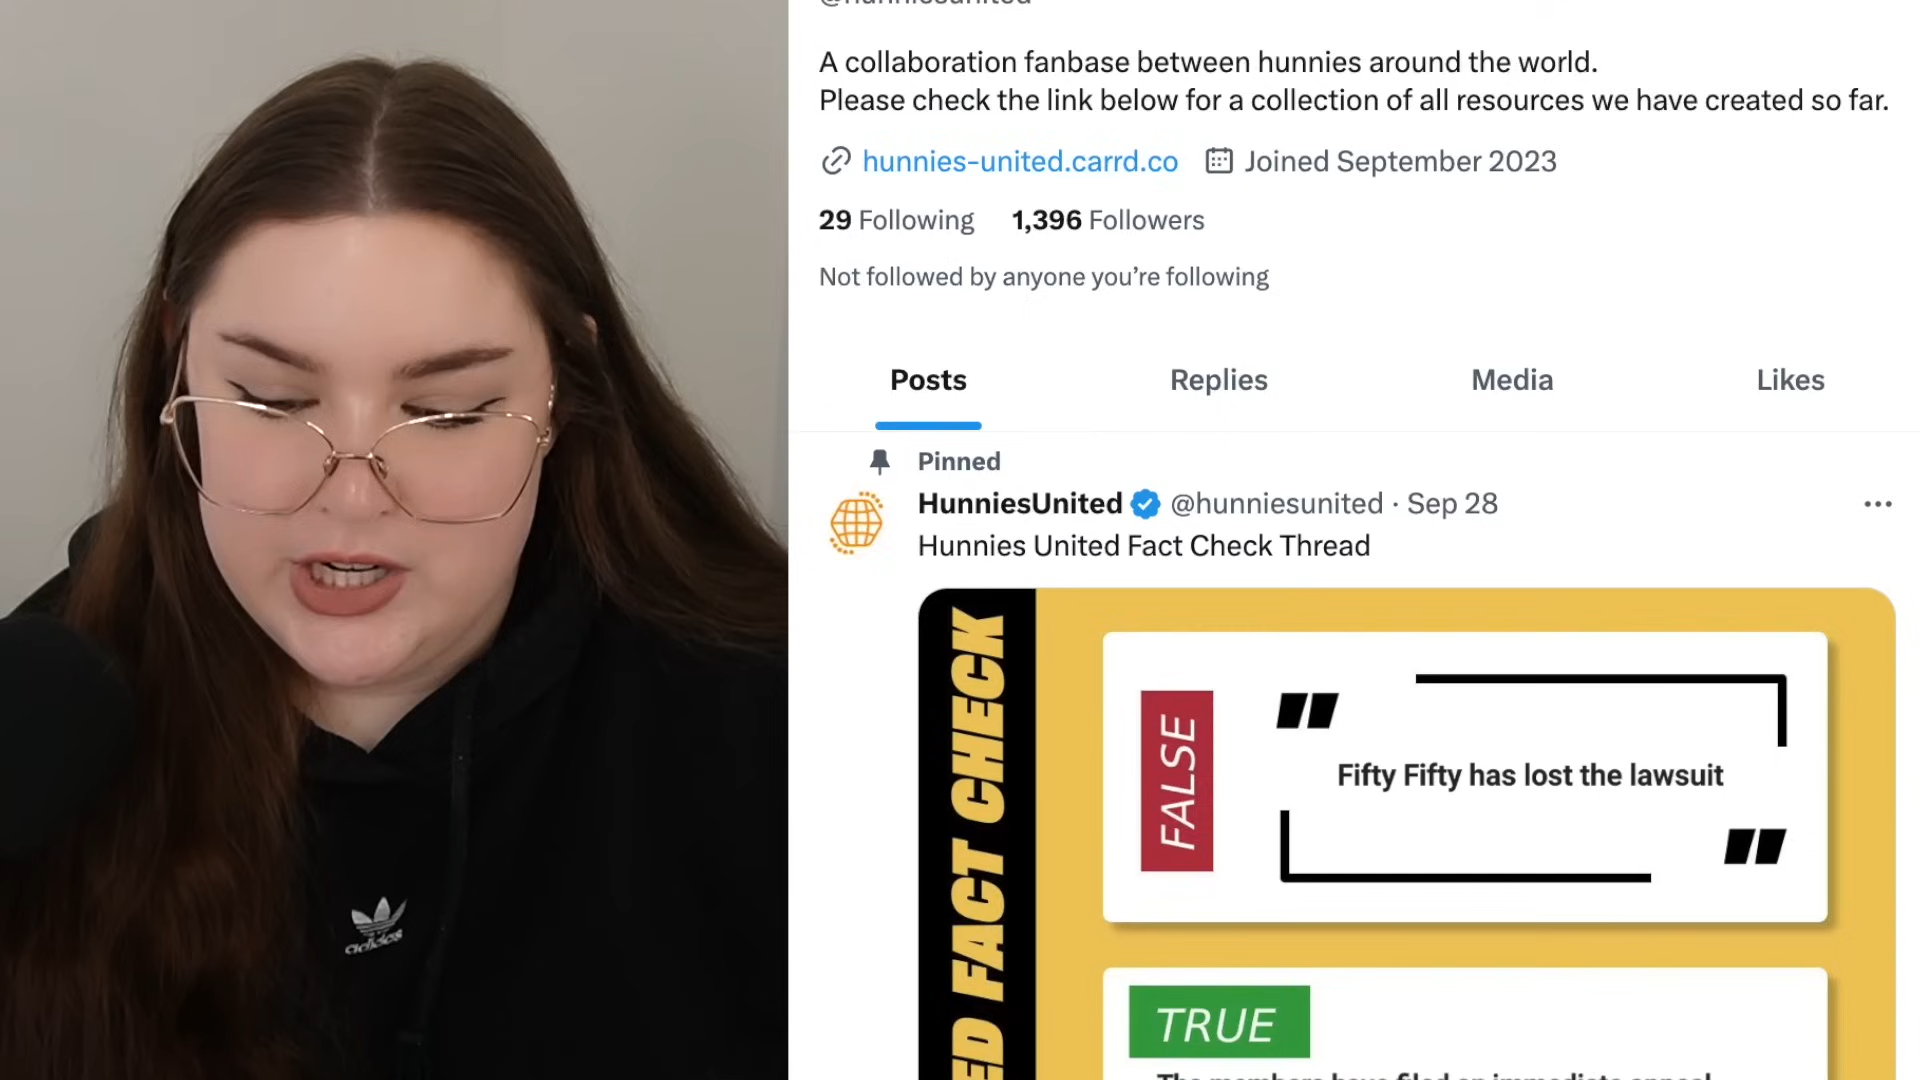 A collaboration fanbase between hunnies around the world.
Please check the link below for a collection of all resources we have created so far.
hunnies-united.carrd.co Joined September 2023
29 Following 1,396 Followers
Not followed by anyone you’re following
Posts Replies Media Likes
Pinned
HunniesUnited @hunniesunited · Sep 28
Hunnies United Fact Check Thread
ED FACT CHECK
FALSE
" Fifty Fifty has lost the lawsuit "
TRUE
adidas